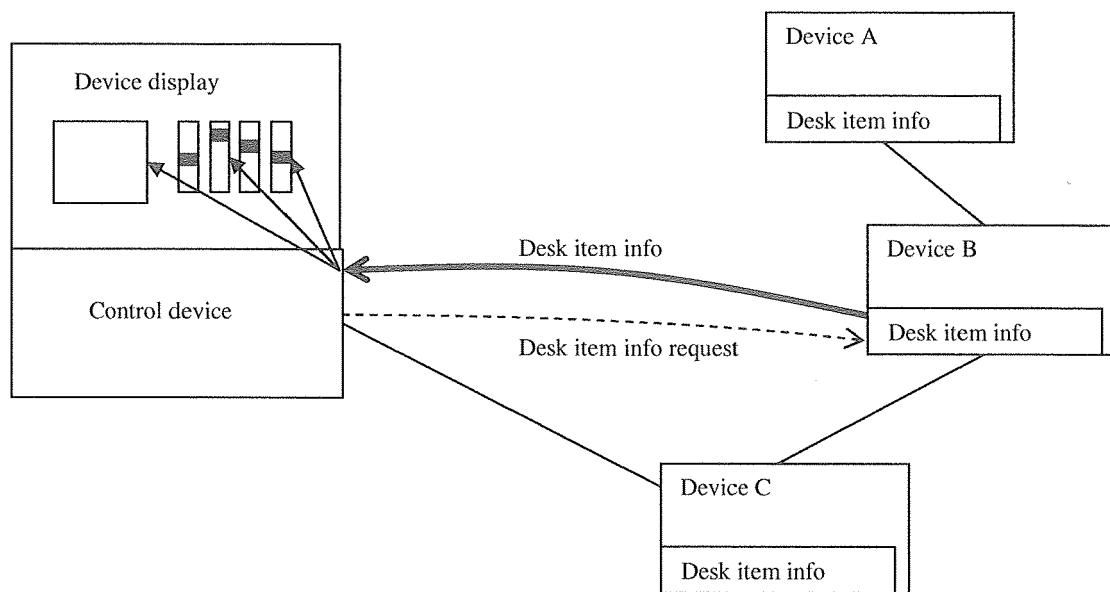 Device display
Control device
Desk item info
Desk item info request
Device A
Desk item info
Device B
Desk item info
Device C
Desk item info